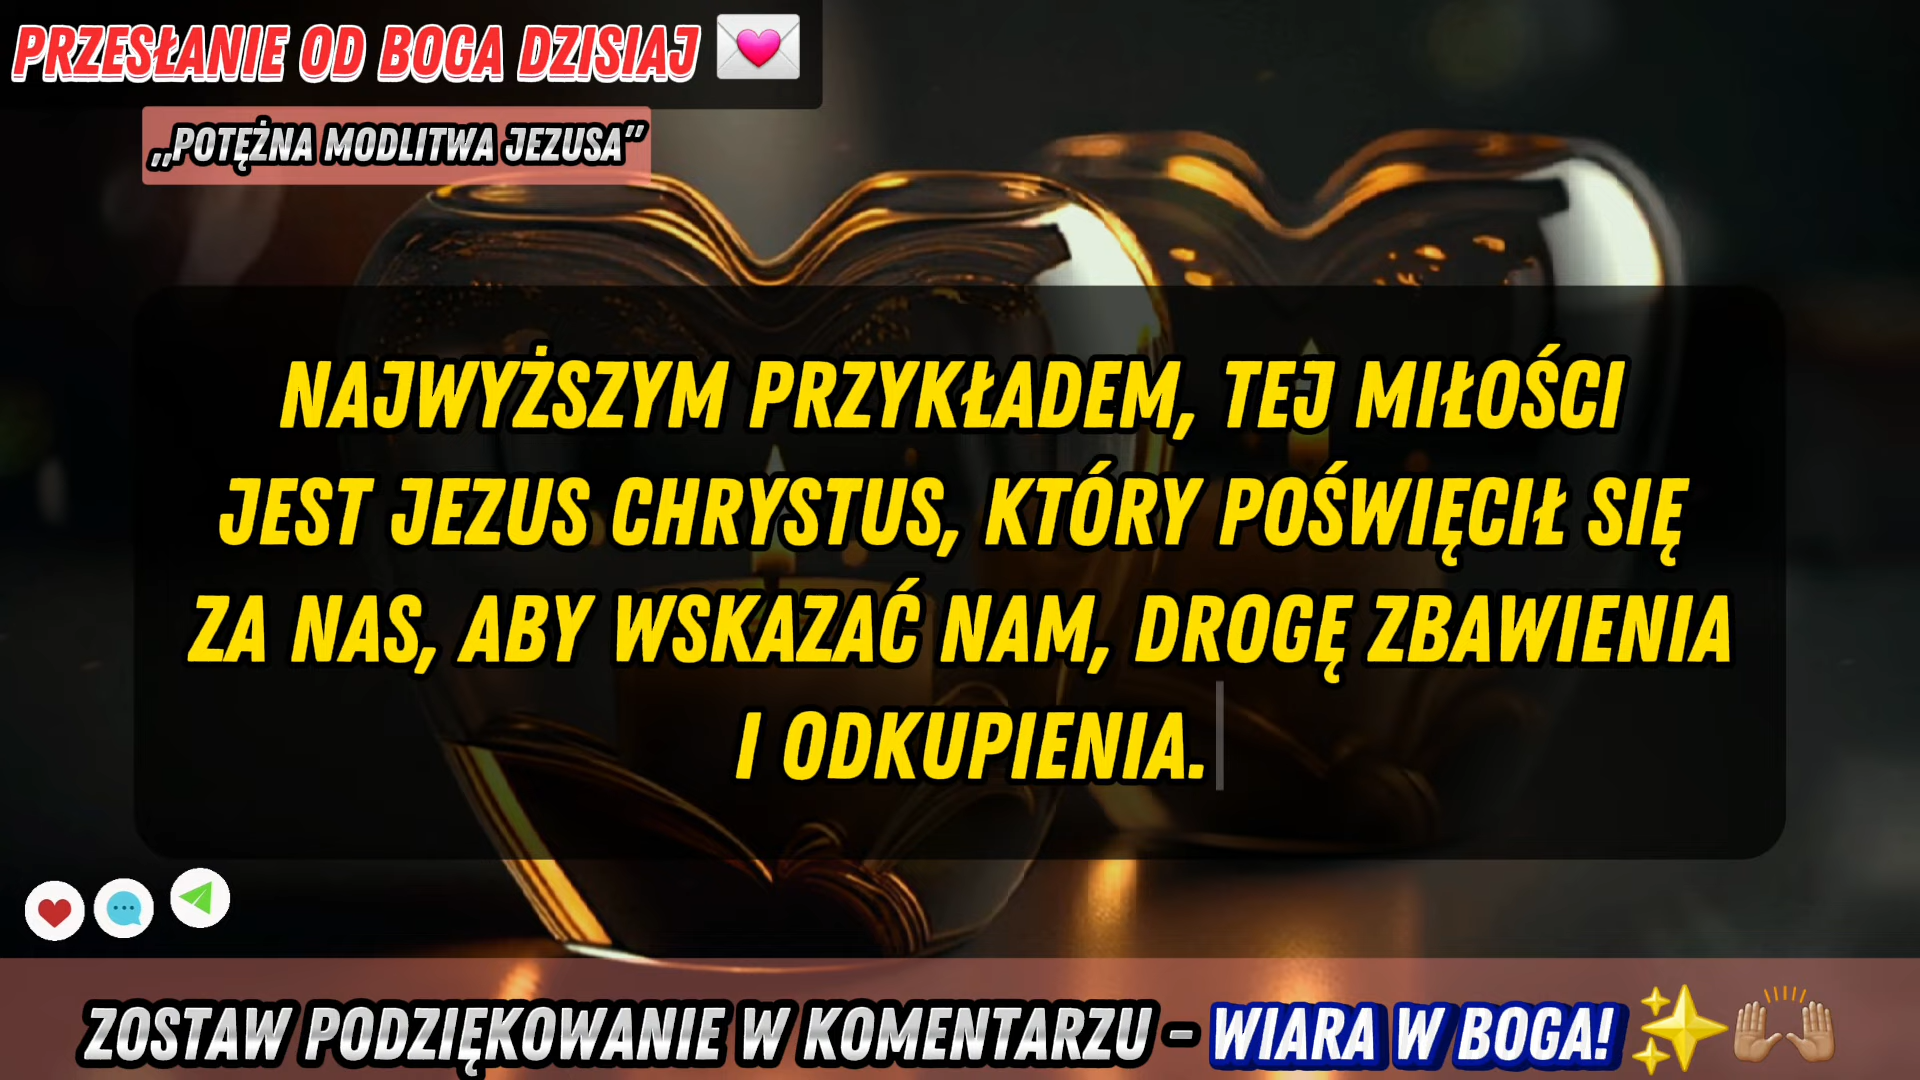 PRZESŁANIE OD BOGA DZISIAJ
,,POTĘŻNA MODLITWA JEZUSA"
NAJWYŻSZYM PRZYKŁADEM, TEJ MIŁOŚCI
JEST JEZUS CHRYSTUS, KTÓRY POŚWIĘCIŁ SIĘ
ZA NAS, ABY WSKAZAĆ NAM, DROGĘ ZBAWIENIA
I ODKUPIENIA.
ZOSTAW PODZIĘKOWANIE W KOMENTARZU - WIARA W BOGA!